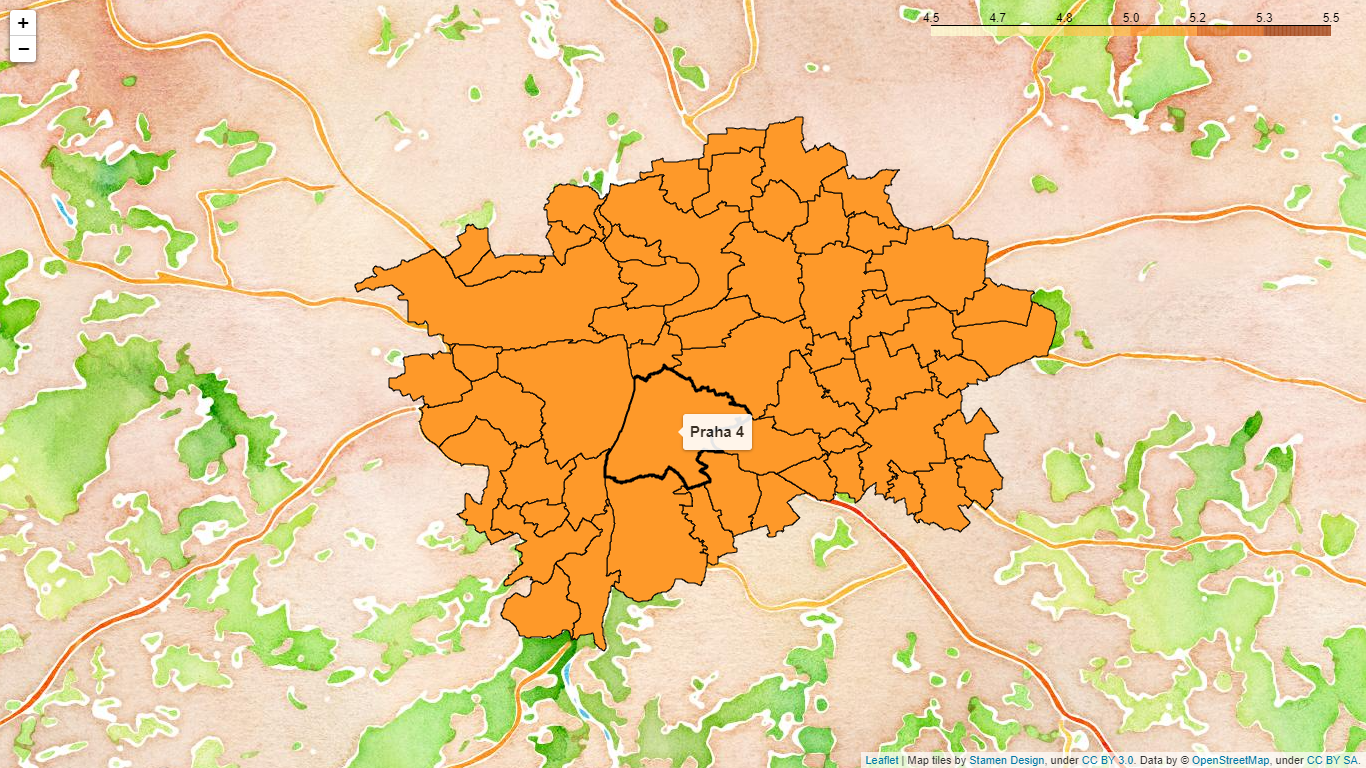 +
−
4.5 4.7 4.8 5.0 5.2 5.3 5.5
Praha 4
Leaflet | Map tiles by Stamen Design, under CC BY 3.0. Data by © OpenStreetMap, under CC BY SA.